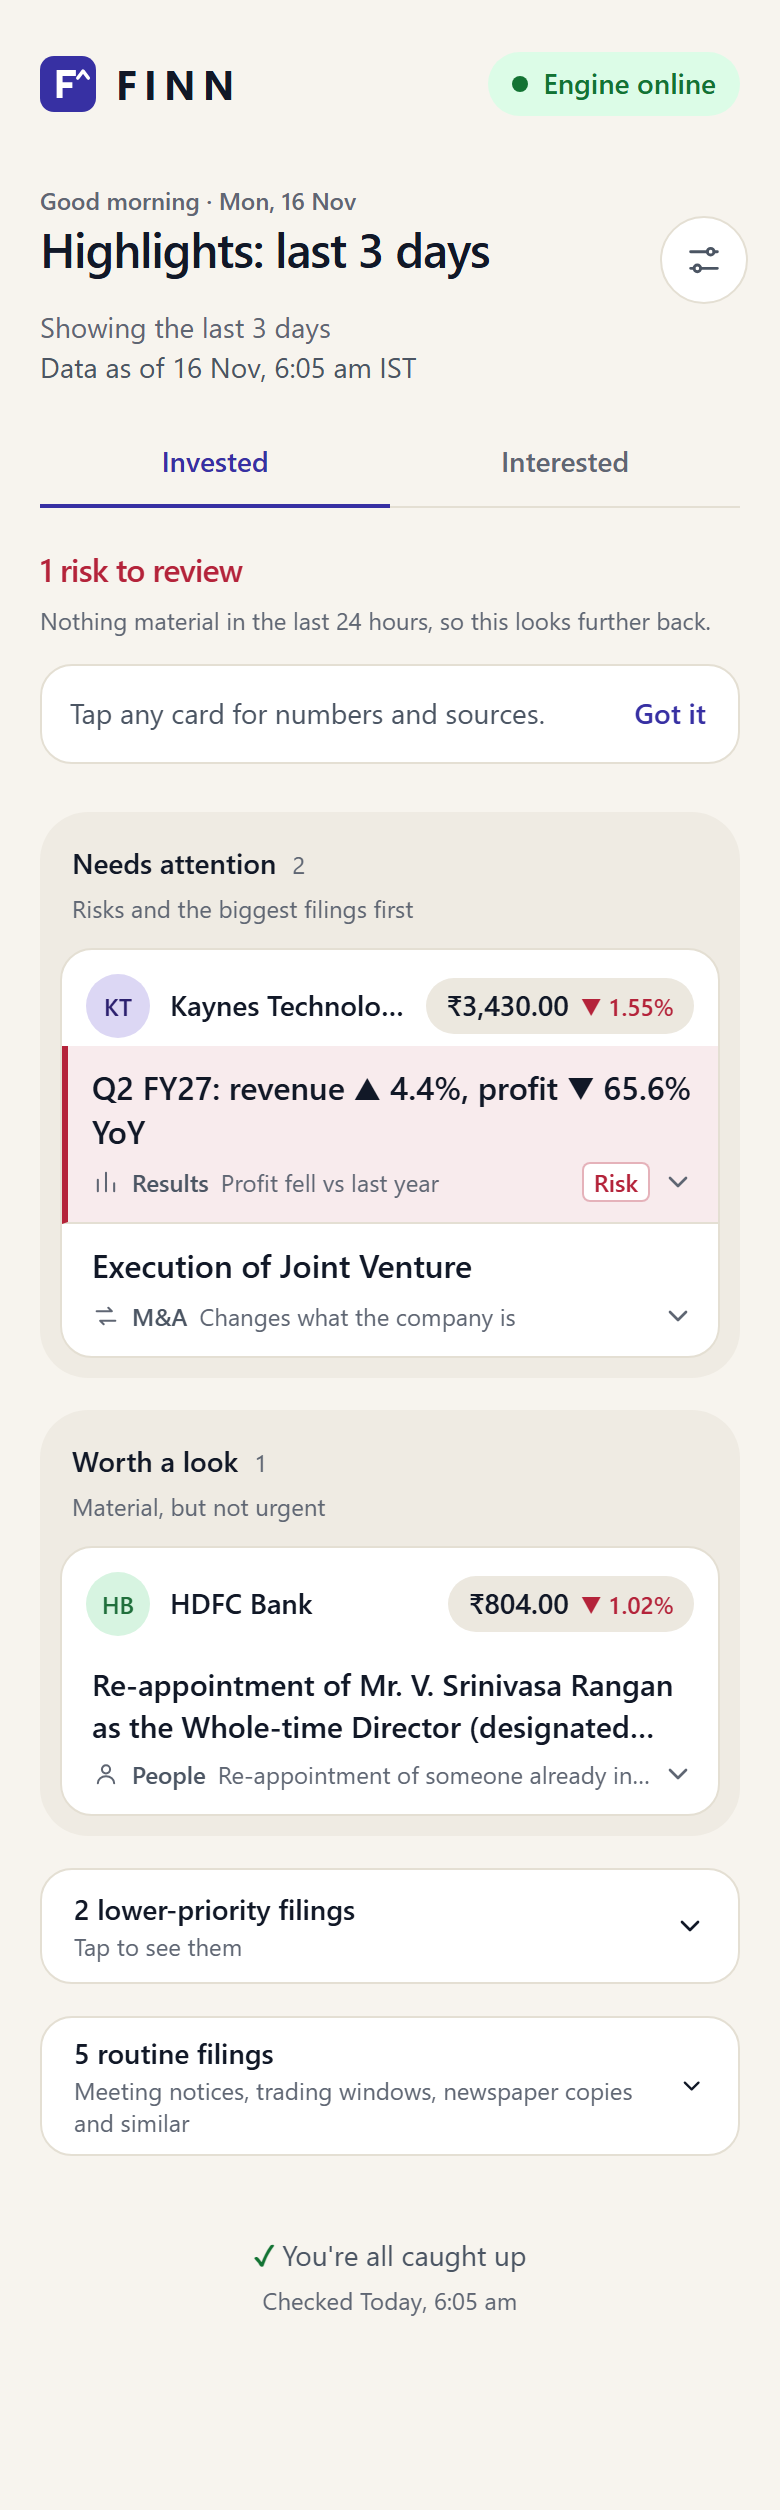 F^ FINN
Engine online
Good morning · Mon, 16 Nov
Highlights: last 3 days
Showing the last 3 days
Data as of 16 Nov, 6:05 am IST
Invested
Interested
1 risk to review
Nothing material in the last 24 hours, so this looks further back.
Tap any card for numbers and sources.
Got it
Needs attention 2
Risks and the biggest filings first
KT Kaynes Technolo... ₹3,430.00 ▼ 1.55%
Q2 FY27: revenue ▲ 4.4%, profit ▼ 65.6%
YoY
Results Profit fell vs last year Risk
Execution of Joint Venture
M&A Changes what the company is
Worth a look 1
Material, but not urgent
HB HDFC Bank ₹804.00 ▼ 1.02%
Re-appointment of Mr. V. Srinivasa Rangan
as the Whole-time Director (designated...
People Re-appointment of someone already in...
2 lower-priority filings
Tap to see them
5 routine filings
Meeting notices, trading windows, newspaper copies
and similar
✓ You're all caught up
Checked Today, 6:05 am